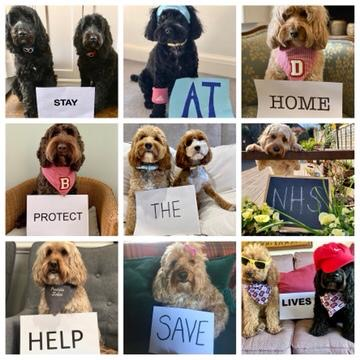 STAY
AT
D
HOME
B
PROTECT
THE
NHS
HELP
SAVE
LIVES